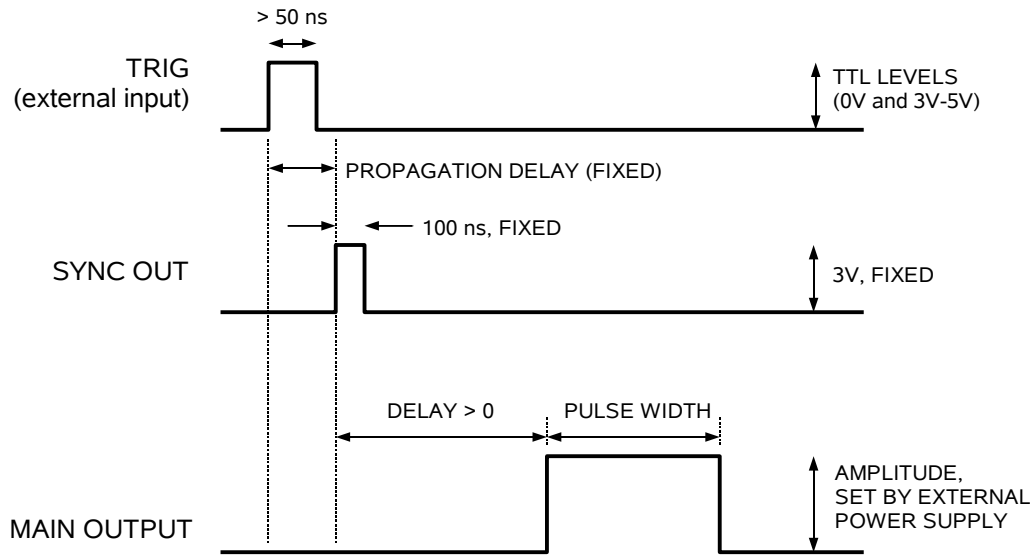 > 50 ns
TRIG
(external input)
TTL LEVELS
(0V and 3V-5V)
PROPAGATION DELAY (FIXED)
100 ns, FIXED
SYNC OUT
3V, FIXED
DELAY > 0
PULSE WIDTH
AMPLITUDE,
SET BY EXTERNAL
POWER SUPPLY
MAIN OUTPUT